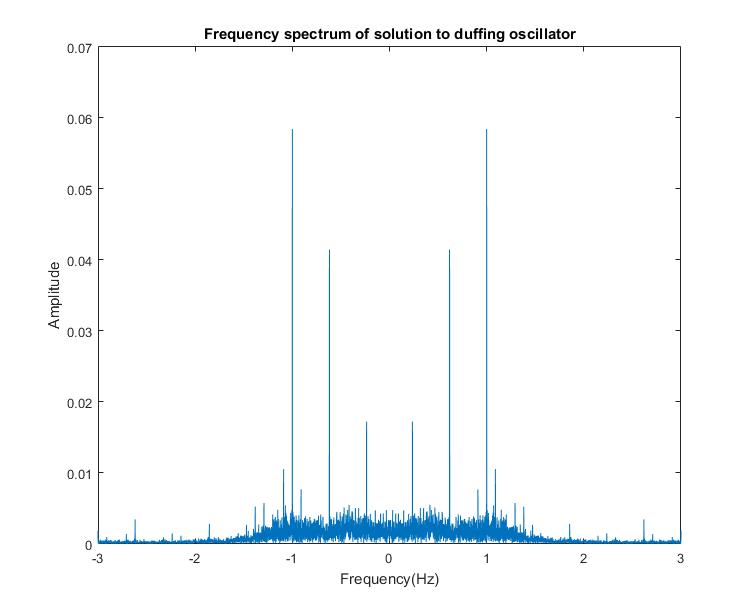 Frequency spectrum of solution to duffing oscillator
0.07
0.06
0.05
0.04
0.03
0.02
0.01
0
Amplitude
-3 -2 -1 0 1 2 3
Frequency(Hz)